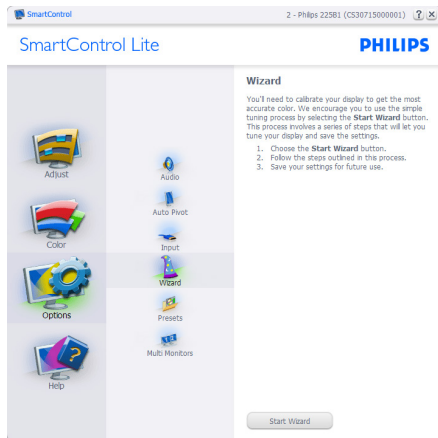 SmartControl
2 - Philips 225B1 (CS30715000001)
?
SmartControl Lite
PHILIPS
Adjust
Color
Options
Help
Audio
Auto Pivot
Input
Wizard
Presets
Multi Monitors
Wizard
You'll need to calibrate your display to get the most
accurate color. We encourage you to use the simple
tuning process by selecting the Start Wizard button.
This process involves a series of steps that will let you
tune your display and save the settings.
1. Choose the Start Wizard button.
2. Follow the steps outlined in this process.
3. Save your settings for future use.
Start Wizard